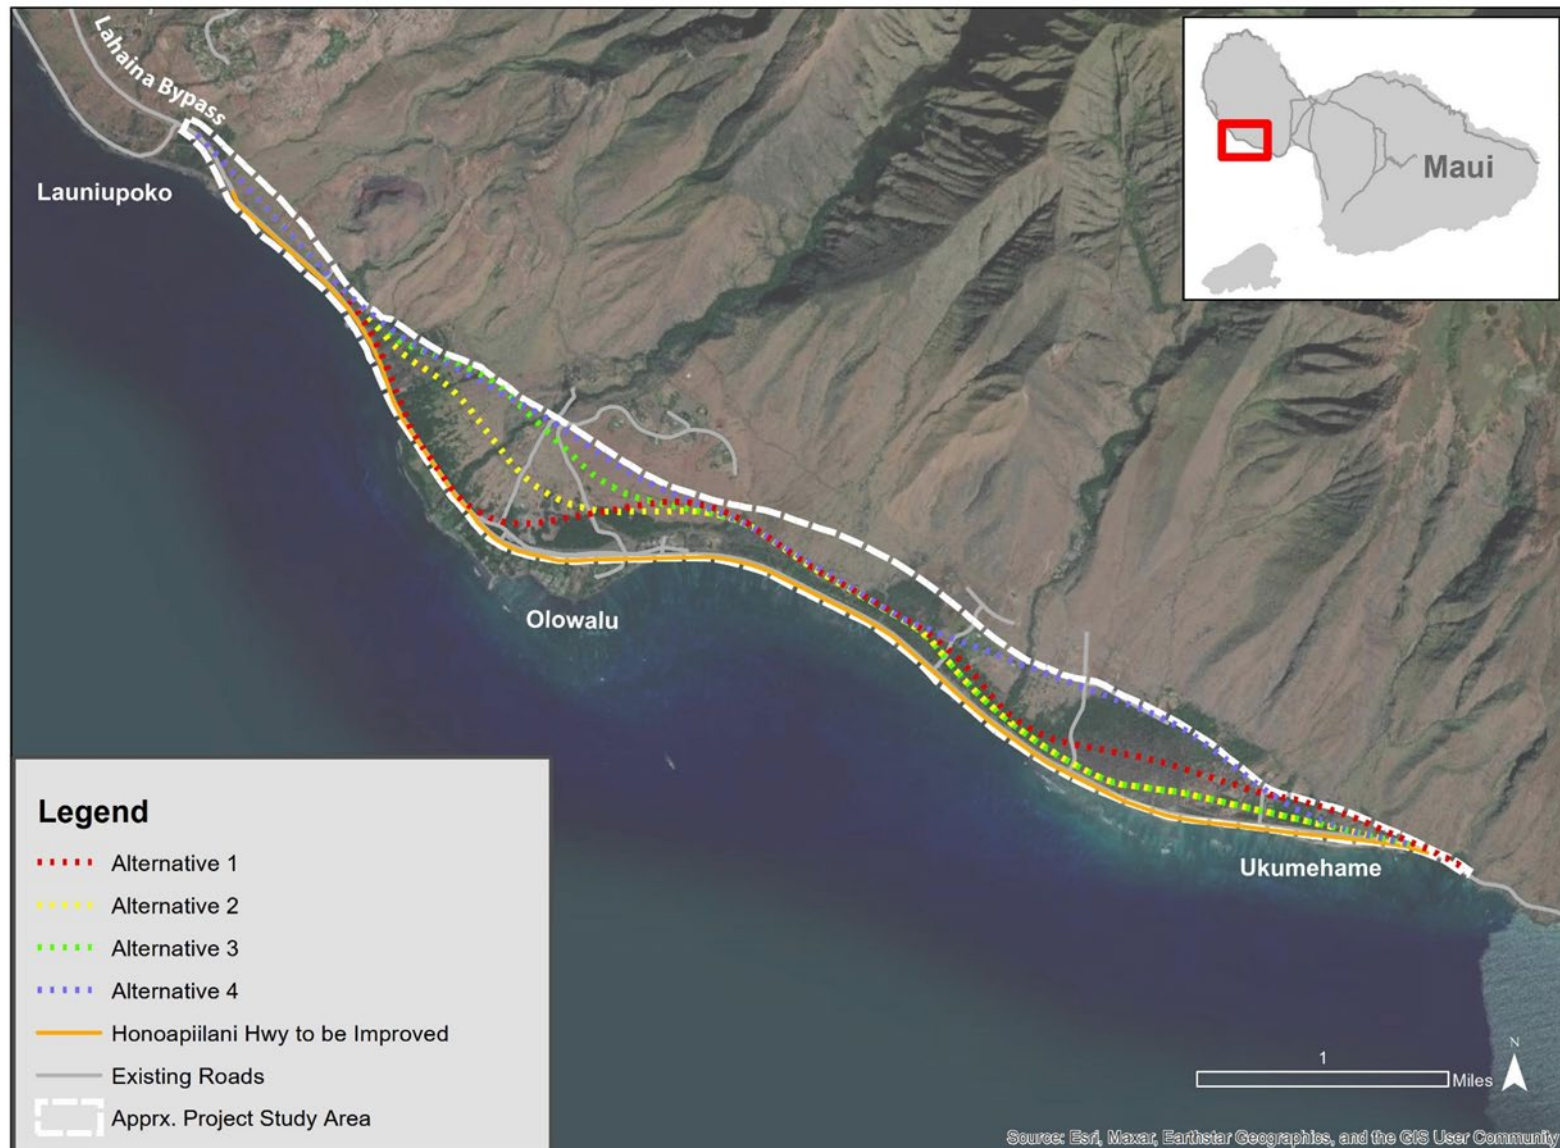 Lahaina Bypass
Launiupoko
Maui
Olowalu
Ukumehame
Legend
Alternative 1
Alternative 2
Alternative 3
Alternative 4
Honoapiilani Hwy to be Improved
Existing Roads
Apprx. Project Study Area
N
1
Miles
Source: Esri, Maxar, Earthstar Geographics, and the GIS User Community